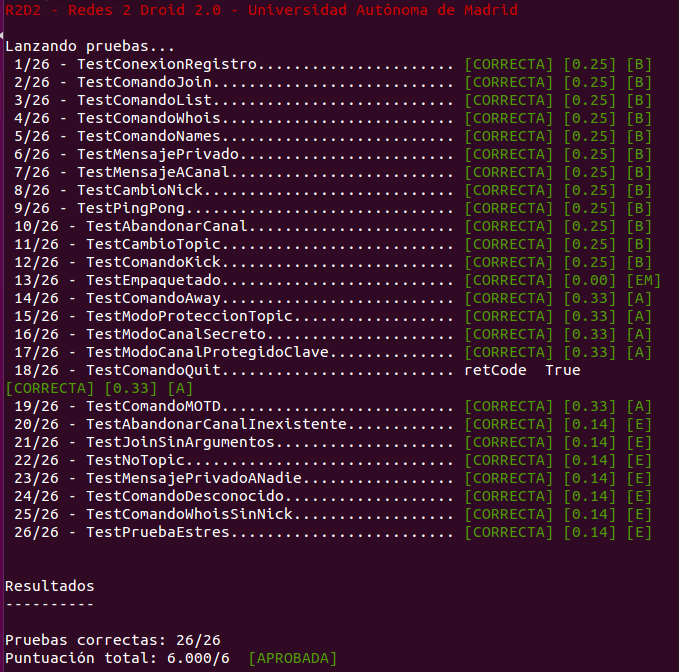 R2D2 - Redes 2 Droid 2.0 - Universidad Autónoma de Madrid
Lanzando pruebas...
1/26 - TestConexionRegistro...................... [CORRECTA] [0.25] [B]
2/26 - TestComandoJoin........................... [CORRECTA] [0.25] [B]
3/26 - TestComandoList........................... [CORRECTA] [0.25] [B]
4/26 - TestComandoWhois.......................... [CORRECTA] [0.25] [B]
5/26 - TestComandoNames.......................... [CORRECTA] [0.25] [B]
6/26 - TestMensajePrivado........................ [CORRECTA] [0.25] [B]
7/26 - TestMensajeACanal......................... [CORRECTA] [0.25] [B]
8/26 - TestCambioNick............................ [CORRECTA] [0.25] [B]
9/26 - TestPingPong.............................. [CORRECTA] [0.25] [B]
10/26 - TestAbandonarCanal....................... [CORRECTA] [0.25] [B]
11/26 - TestCambioTopic.......................... [CORRECTA] [0.25] [B]
12/26 - TestComandoKick.......................... [CORRECTA] [0.25] [B]
13/26 - TestEmpaquetado.......................... [CORRECTA] [0.00] [EM]
14/26 - TestComandoAway.......................... [CORRECTA] [0.33] [A]
15/26 - TestModoProteccionTopic.................. [CORRECTA] [0.33] [A]
16/26 - TestModoCanalSecreto..................... [CORRECTA] [0.33] [A]
17/26 - TestModoCanalProtegidoClave.............. [CORRECTA] [0.33] [A]
18/26 - TestComandoQuit.......................... retCode  True
[CORRECTA] [0.33] [A]
19/26 - TestComandoMOTD.......................... [CORRECTA] [0.33] [A]
20/26 - TestAbandonarCanalInexistente............ [CORRECTA] [0.14] [E]
21/26 - TestJoinSinArgumentos.................... [CORRECTA] [0.14] [E]
22/26 - TestNoTopic.............................. [CORRECTA] [0.14] [E]
23/26 - TestMensajePrivadoANadie................. [CORRECTA] [0.14] [E]
24/26 - TestComandoDesconocido................... [CORRECTA] [0.14] [E]
25/26 - TestComandoWhoisSinNick.................. [CORRECTA] [0.14] [E]
26/26 - TestPruebaEstres......................... [CORRECTA] [0.14] [E]
Resultados
----------
Pruebas correctas: 26/26
Puntuación total: 6.000/6  [APROBADA]